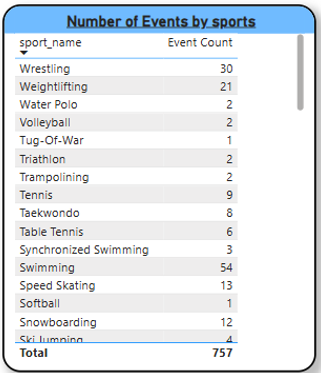 Number of Events by sports
sport_name Event Count
Wrestling 30
Weightlifting 21
Water Polo 2
Volleyball 2
Tug-Of-War 1
Triathlon 2
Trampolining 2
Tennis 9
Taekwondo 8
Table Tennis 6
Synchronized Swimming 3
Swimming 54
Speed Skating 13
Softball 1
Snowboarding 12
Ski Jumping 4
Total 757